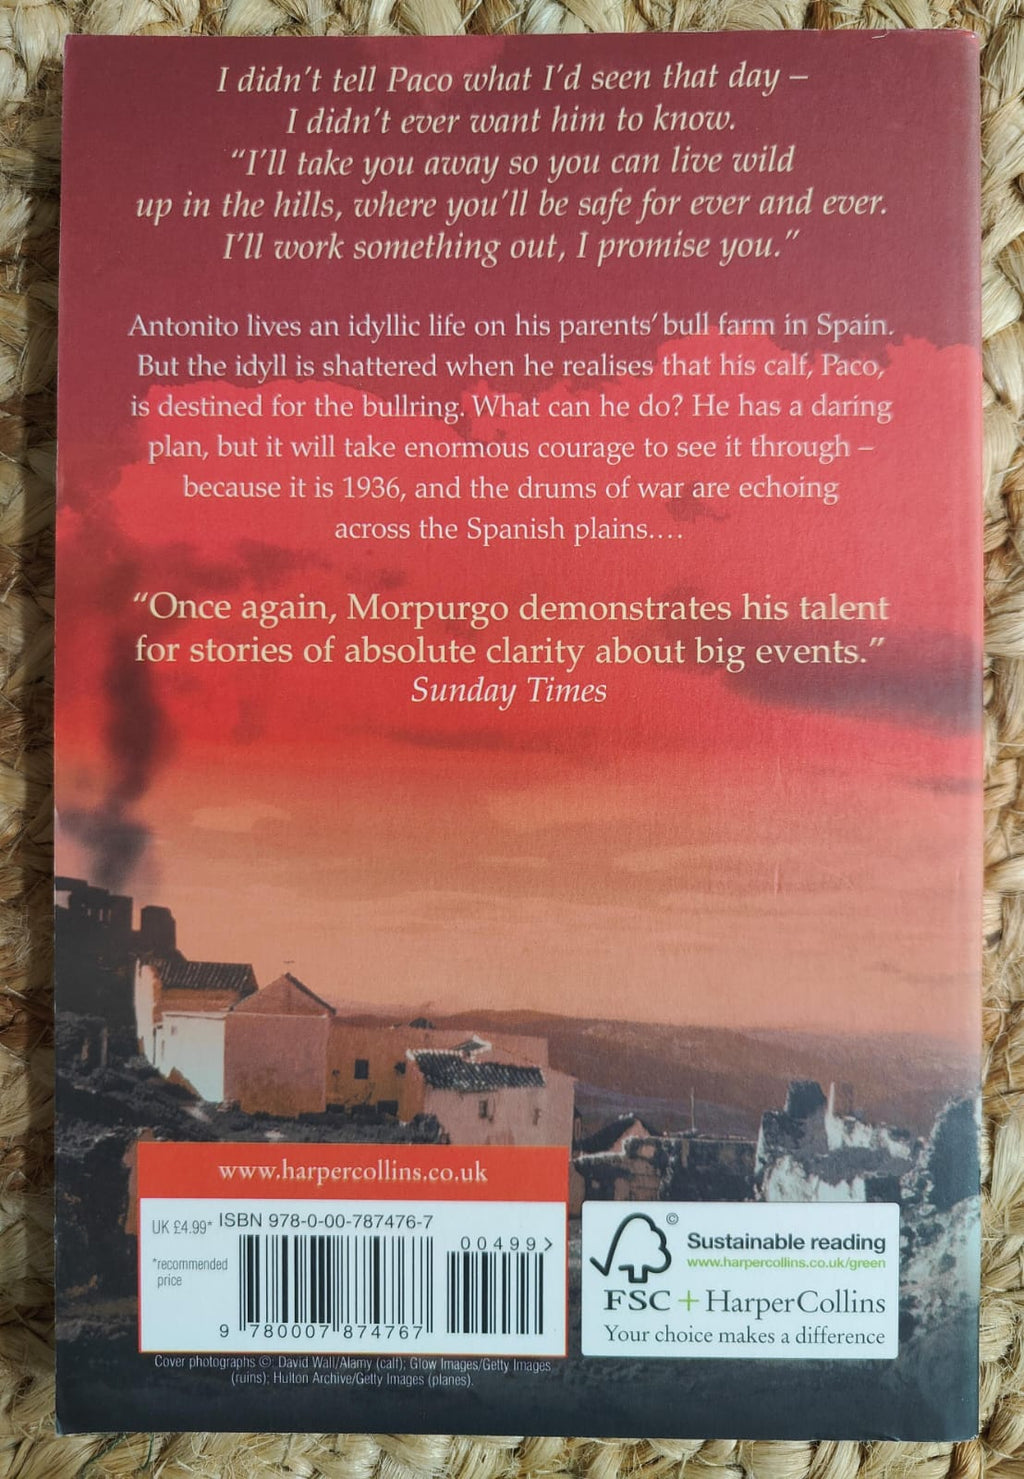 I didn't tell Paco what I'd seen that day –
I didn't ever want him to know.
“I'll take you away so you can live wild
up in the hills, where you'll be safe for ever and ever.
I'll work something out, I promise you.”
Antonito lives an idyllic life on his parents' bull farm in Spain.
But the idyll is shattered when he realises that his calf, Paco,
is destined for the bullring. What can he do? He has a daring
plan, but it will take enormous courage to see it through –
because it is 1936, and the drums of war are echoing
across the Spanish plains....
“Once again, Morpurgo demonstrates his talent
for stories of absolute clarity about big events.”
Sunday Times
www.harpercollins.co.uk
UK £4.99* ISBN 978-0-00-787476-7
*recommended
price
00499>
9 780007 874767
©
Sustainable reading
www.harpercollins.co.uk/green
FSC + HarperCollins
Your choice makes a difference
Cover photographs ©: David Wall/Alamy (calf); Glow Images/Getty Images
(ruins); Hulton Archive/Getty Images (planes).